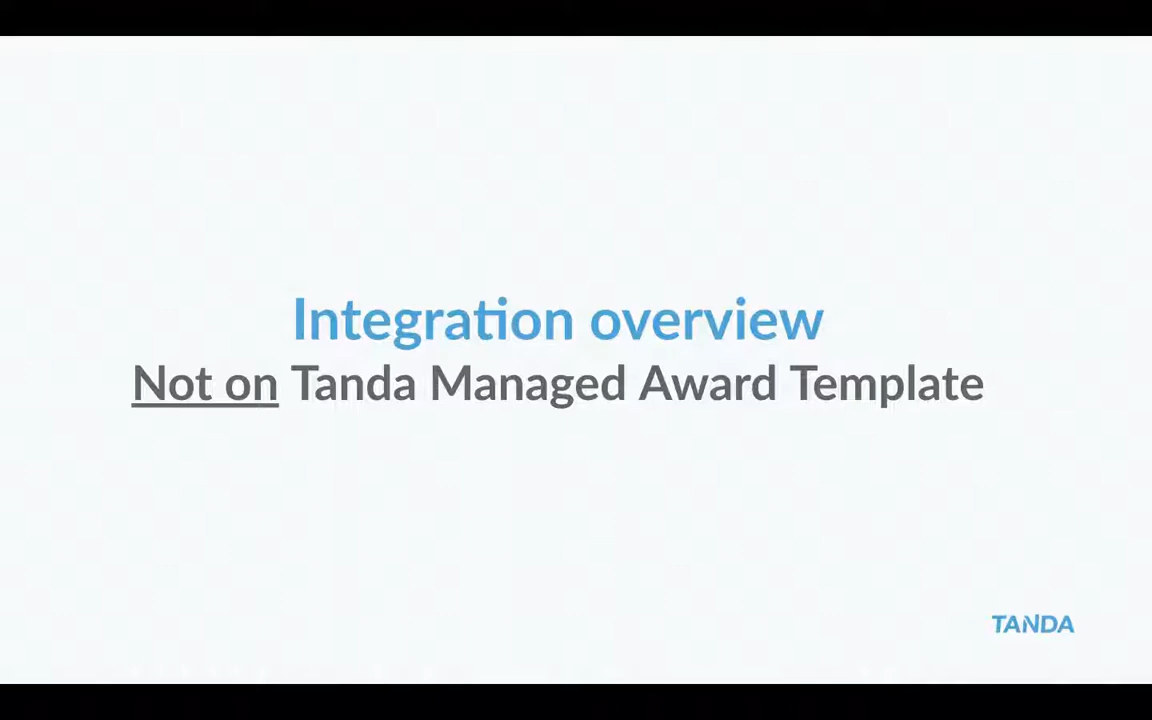 Integration overview
Not on Tanda Managed Award Template
TANDA